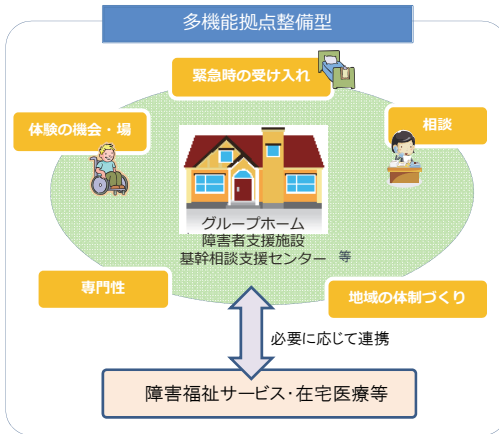 多機能拠点整備型
緊急時の受け入れ
体験の機会・場
相談
グループホーム
障害者支援施設
基幹相談支援センター 等
専門性
地域の体制づくり
必要に応じて連携
障害福祉サービス・在宅医療等